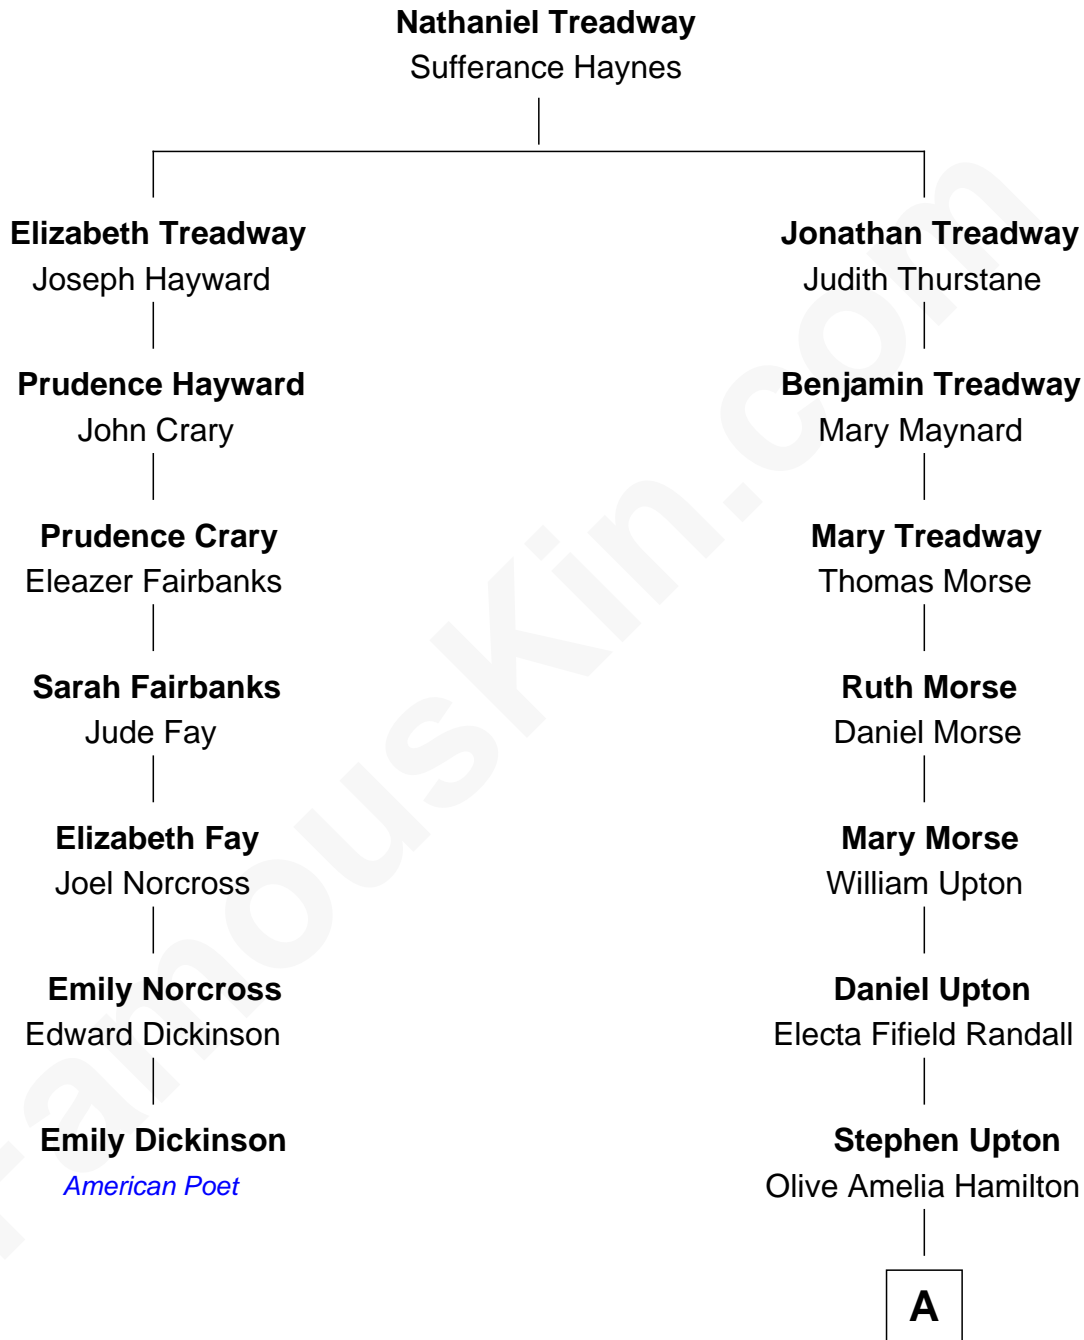 Nathaniel Treadway
Sufferance Haynes
Elizabeth Treadway
Joseph Hayward
Prudence Hayward
John Crary
Prudence Crary
Eleazer Fairbanks
Sarah Fairbanks
Jude Fay
Elizabeth Fay
Joel Norcross
Emily Norcross
Edward Dickinson
Emily Dickinson
American Poet
Jonathan Treadway
Judith Thurstane
Benjamin Treadway
Mary Maynard
Mary Treadway
Thomas Morse
Ruth Morse
Daniel Morse
Mary Morse
William Upton
Daniel Upton
Electa Fifield Randall
Stephen Upton
Olive Amelia Hamilton
A
FamousKin.com